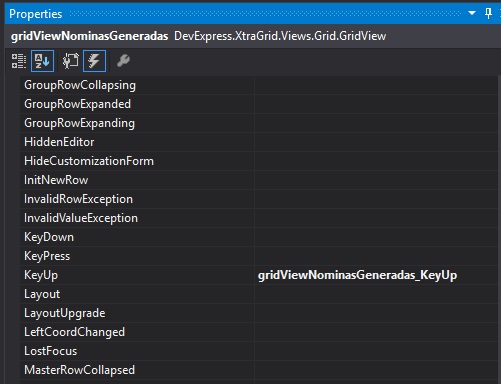 Properties
gridViewNominasGeneradas DevExpress.XtraGrid.Views.Grid.GridView
GroupRowCollapsing
GroupRowExpanded
GroupRowExpanding
HiddenEditor
HideCustomizationForm
InitNewRow
InvalidRowException
InvalidValueException
KeyDown
KeyPress
KeyUp gridViewNominasGeneradas_KeyUp
Layout
LayoutUpgrade
LeftCoordChanged
LostFocus
MasterRowCollapsed